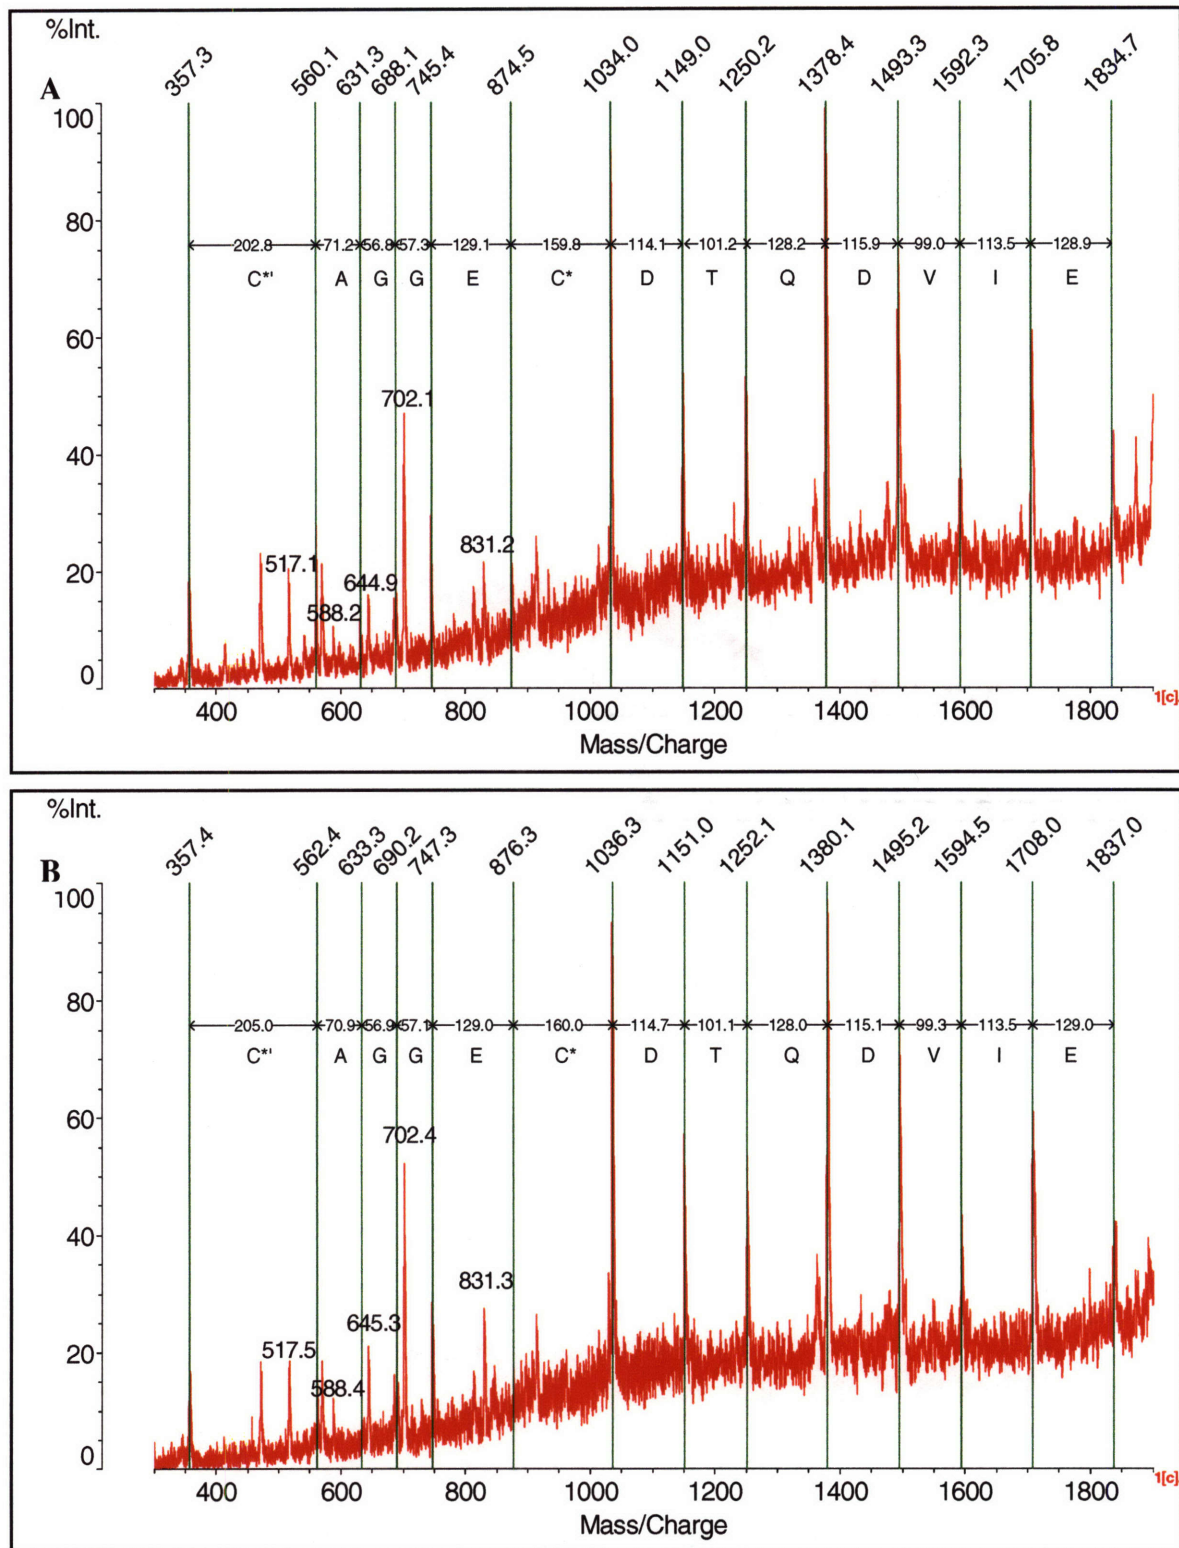 %Int.
357.3 560.1 631.3 688.1 745.4 874.5 1034.0 1149.0 1250.2 1378.4 1493.3 1592.3 1705.8 1834.7
A
100
80
202.8 71.2 56.8 57.3 129.1 159.8 114.1 101.2 128.2 115.9 99.0 113.5 128.9
C*' A G G E C* D T Q D V I E
60
702.1
40
517.1 831.2
20
644.9
588.2
0
400 600 800 1000 1200 1400 1600 1800 1[c].
Mass/Charge
%Int.
357.4 562.4 633.3 690.2 747.3 876.3 1036.3 1151.0 1252.1 1380.1 1495.2 1594.5 1708.0 1837.0
B
100
80
205.0 70.9 56.9 57.1 129.0 160.0 114.7 101.1 128.0 115.1 99.3 113.5 129.0
C*' A G G E C* D T Q D V I E
60
702.4
40
831.3
645.3
20
517.5
588.4
0
400 600 800 1000 1200 1400 1600 1800 1[c].
Mass/Charge